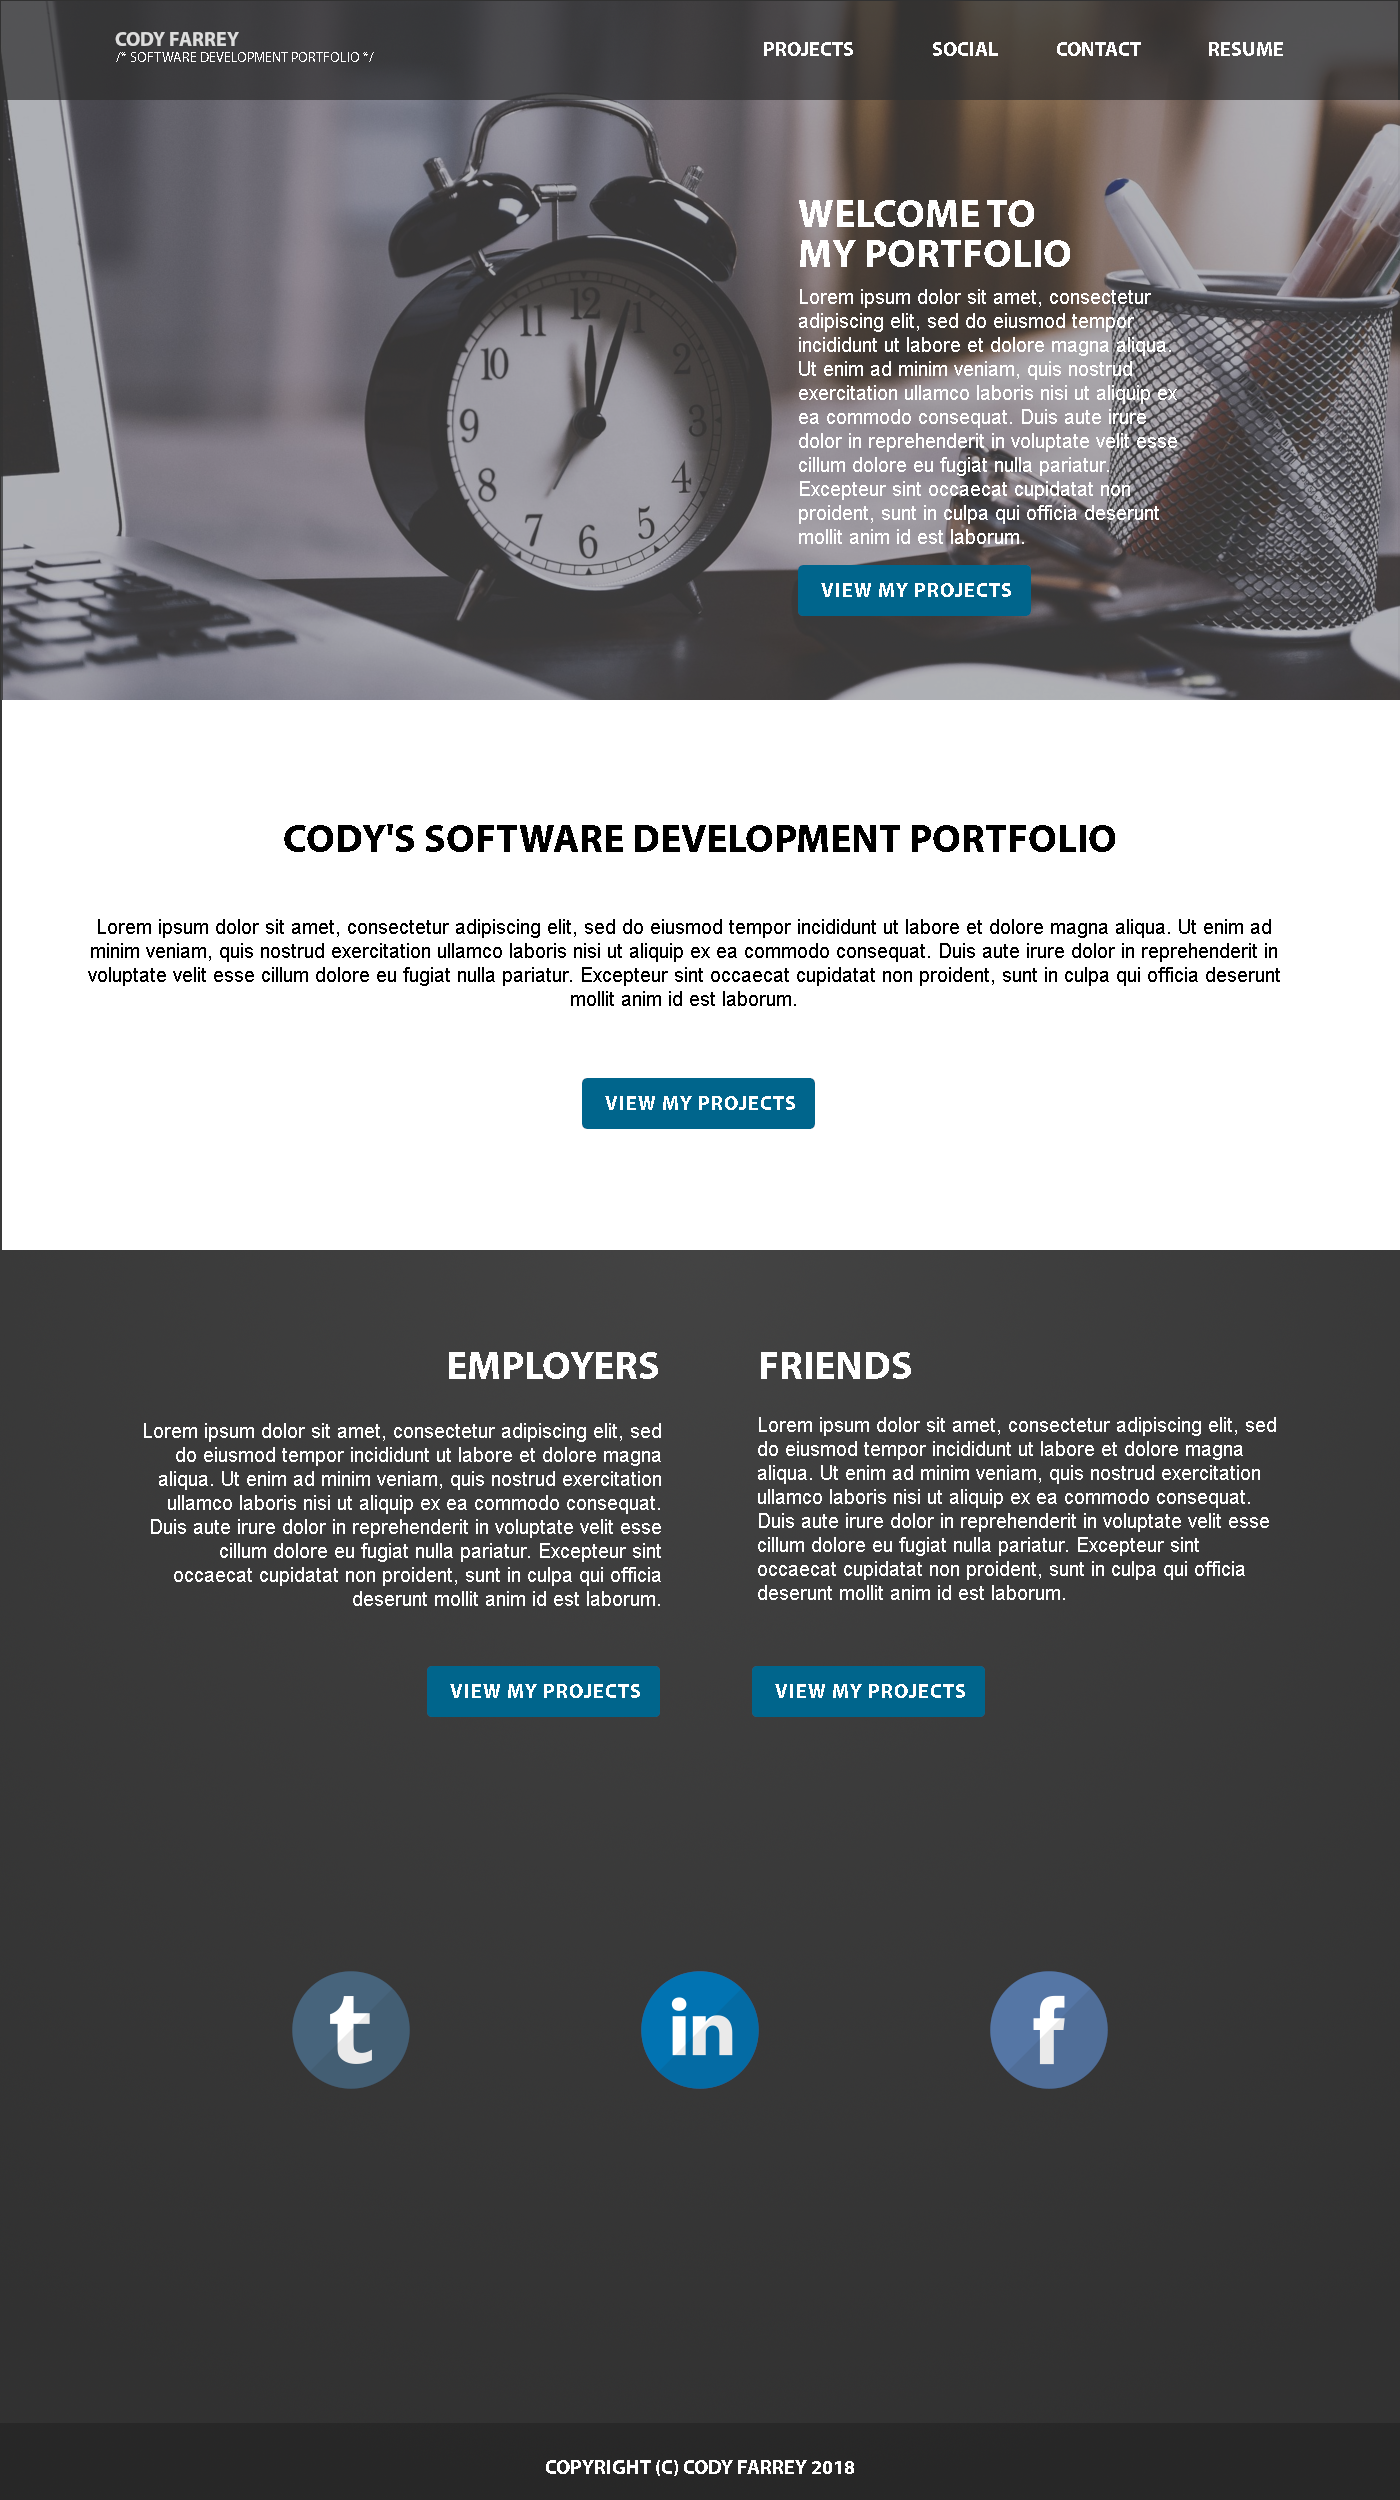 CODY FARREY
/* SOFTWARE DEVELOPMENT PORTFOLIO */
PROJECTS
SOCIAL
CONTACT
RESUME
WELCOME TO
MY PORTFOLIO
Lorem ipsum dolor sit amet, consectetur
adipiscing elit, sed do eiusmod tempor
incididunt ut labore et dolore magna aliqua.
Ut enim ad minim veniam, quis nostrud
exercitation ullamco laboris nisi ut aliquip ex
ea commodo consequat. Duis aute irure
dolor in reprehenderit in voluptate velit esse
cillum dolore eu fugiat nulla pariatur.
Excepteur sint occaecat cupidatat non
proident, sunt in culpa qui officia deserunt
mollit anim id est laborum.
VIEW MY PROJECTS
12
1
2
3
4
5
6
7
8
9
10
11
CODY'S SOFTWARE DEVELOPMENT PORTFOLIO
Lorem ipsum dolor sit amet, consectetur adipiscing elit, sed do eiusmod tempor incididunt ut labore et dolore magna aliqua. Ut enim ad
minim veniam, quis nostrud exercitation ullamco laboris nisi ut aliquip ex ea commodo consequat. Duis aute irure dolor in reprehenderit in
voluptate velit esse cillum dolore eu fugiat nulla pariatur. Excepteur sint occaecat cupidatat non proident, sunt in culpa qui officia deserunt
mollit anim id est laborum.
VIEW MY PROJECTS
EMPLOYERS
Lorem ipsum dolor sit amet, consectetur adipiscing elit, sed
do eiusmod tempor incididunt ut labore et dolore magna
aliqua. Ut enim ad minim veniam, quis nostrud exercitation
ullamco laboris nisi ut aliquip ex ea commodo consequat.
Duis aute irure dolor in reprehenderit in voluptate velit esse
cillum dolore eu fugiat nulla pariatur. Excepteur sint
occaecat cupidatat non proident, sunt in culpa qui officia
deserunt mollit anim id est laborum.
VIEW MY PROJECTS
FRIENDS
Lorem ipsum dolor sit amet, consectetur adipiscing elit, sed
do eiusmod tempor incididunt ut labore et dolore magna
aliqua. Ut enim ad minim veniam, quis nostrud exercitation
ullamco laboris nisi ut aliquip ex ea commodo consequat.
Duis aute irure dolor in reprehenderit in voluptate velit esse
cillum dolore eu fugiat nulla pariatur. Excepteur sint
occaecat cupidatat non proident, sunt in culpa qui officia
deserunt mollit anim id est laborum.
VIEW MY PROJECTS
t
in
f
COPYRIGHT (C) CODY FARREY 2018